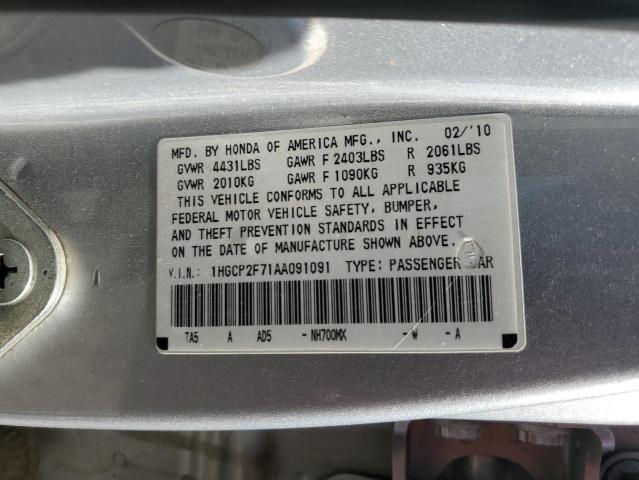 MFD. BY HONDA OF AMERICA MFG., INC. 02/'10
GVWR 4431LBS GAWR F 2403LBS R 2061LBS
GVWR 2010KG GAWR F 1090KG R 935KG
THIS VEHICLE CONFORMS TO ALL APPLICABLE
FEDERAL MOTOR VEHICLE SAFETY, BUMPER,
AND THEFT PREVENTION STANDARDS IN EFFECT
ON THE DATE OF MANUFACTURE SHOWN ABOVE.
V.I.N.: 1HGCP2F71AA091091 TYPE: PASSENGER CAR
TA5 A AD5 -NH700MX -W -A